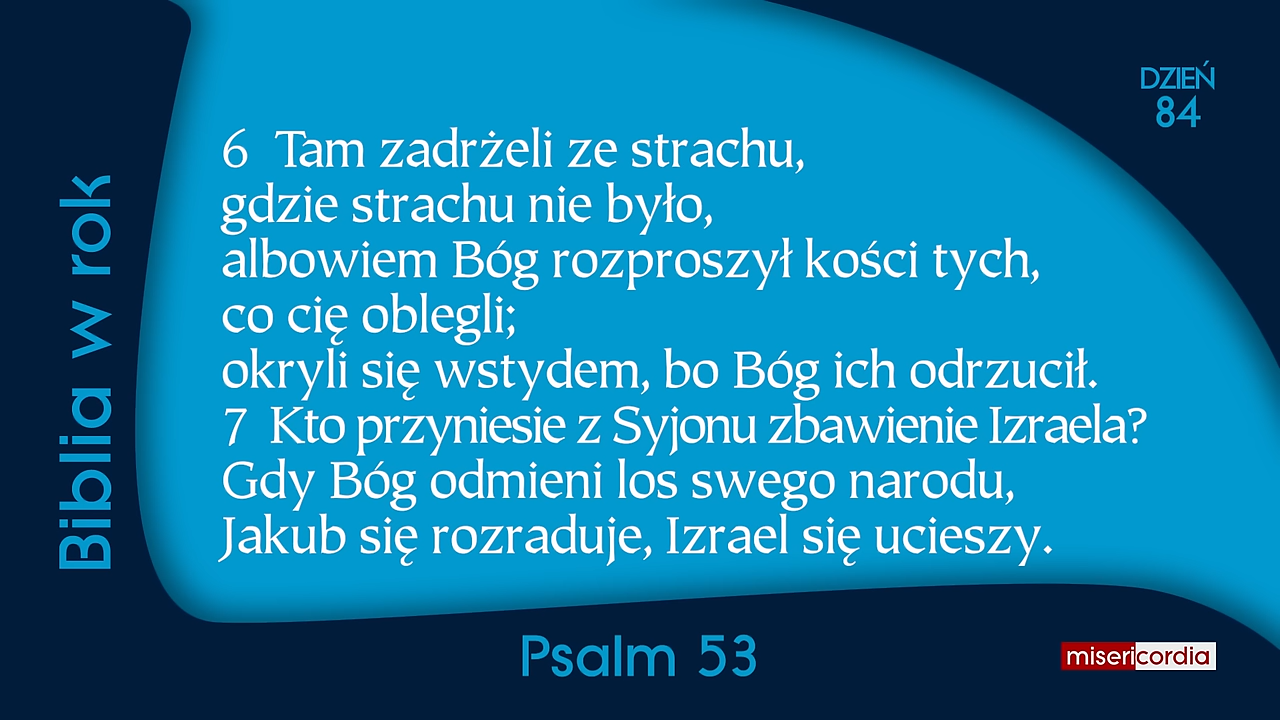 DZIEŃ
84
Biblia w rok
6 Tam zadrżeli ze strachu,
gdzie strachu nie było,
albowiem Bóg rozproszył kości tych,
co cię oblegli;
okryli się wstydem, bo Bóg ich odrzucił.
7 Kto przyniesie z Syjonu zbawienie Izraela?
Gdy Bóg odmieni los swego narodu,
Jakub się rozraduje, Izrael się ucieszy.
Psalm 53
misericordia